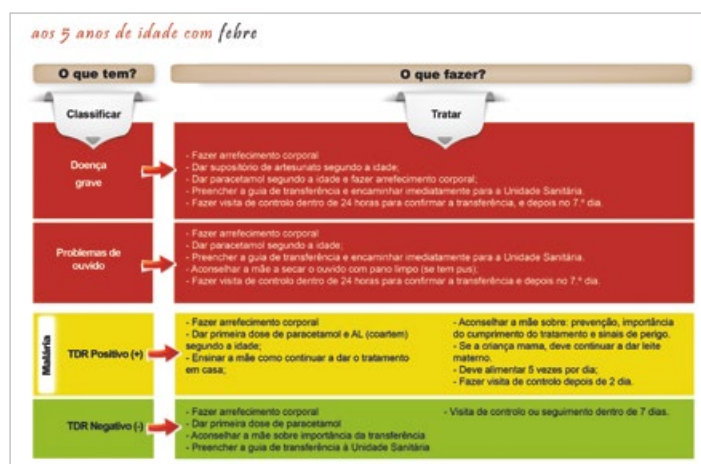 aos 5 anos de idade com febre
O que tem?
O que fazer?
Classificar
Tratar
Doença
grave
- Fazer arrefecimento corporal
- Dar supositório de artesunato segundo a idade;
- Dar paracetamol segundo a idade e fazer arrefecimento corporal;
- Preencher a guia de transferência e encaminhar imediatamente para a Unidade Sanitária.
- Fazer visita de controlo dentro de 24 horas para confirmar a transferência, e depois no 7.º dia.
Problemas de
ouvido
- Fazer arrefecimento corporal
- Dar paracetamol segundo a idade;
- Preencher a guia de transferência e encaminhar imediatamente para a Unidade Sanitária.
- Aconselhar a mãe a secar o ouvido com pano limpo (se tem pus);
- Fazer visita de controlo dentro de 24 horas para confirmar a transferência e depois no 7.º dia.
Malária
TDR Positivo (+)
- Fazer arrefecimento corporal
- Dar primeira dose de paracetamol e AL (coartem)
segundo a idade;
- Ensinar a mãe como continuar a dar o tratamento
em casa;
- Aconselhar a mãe sobre: prevenção, importância
do cumprimento do tratamento e sinais de perigo.
- Se a criança mama, deve continuar a dar leite
materno.
- Deve alimentar 5 vezes por dia;
- Fazer visita de controlo depois de 2 dia.
TDR Negativo (-)
- Fazer arrefecimento corporal
- Dar primeira dose de paracetamol
- Aconselhar a mãe sobre importância da transferência
- Preencher a guia de transferência à Unidade Sanitária
- Visita de controlo ou seguimento dentro de 7 dias.